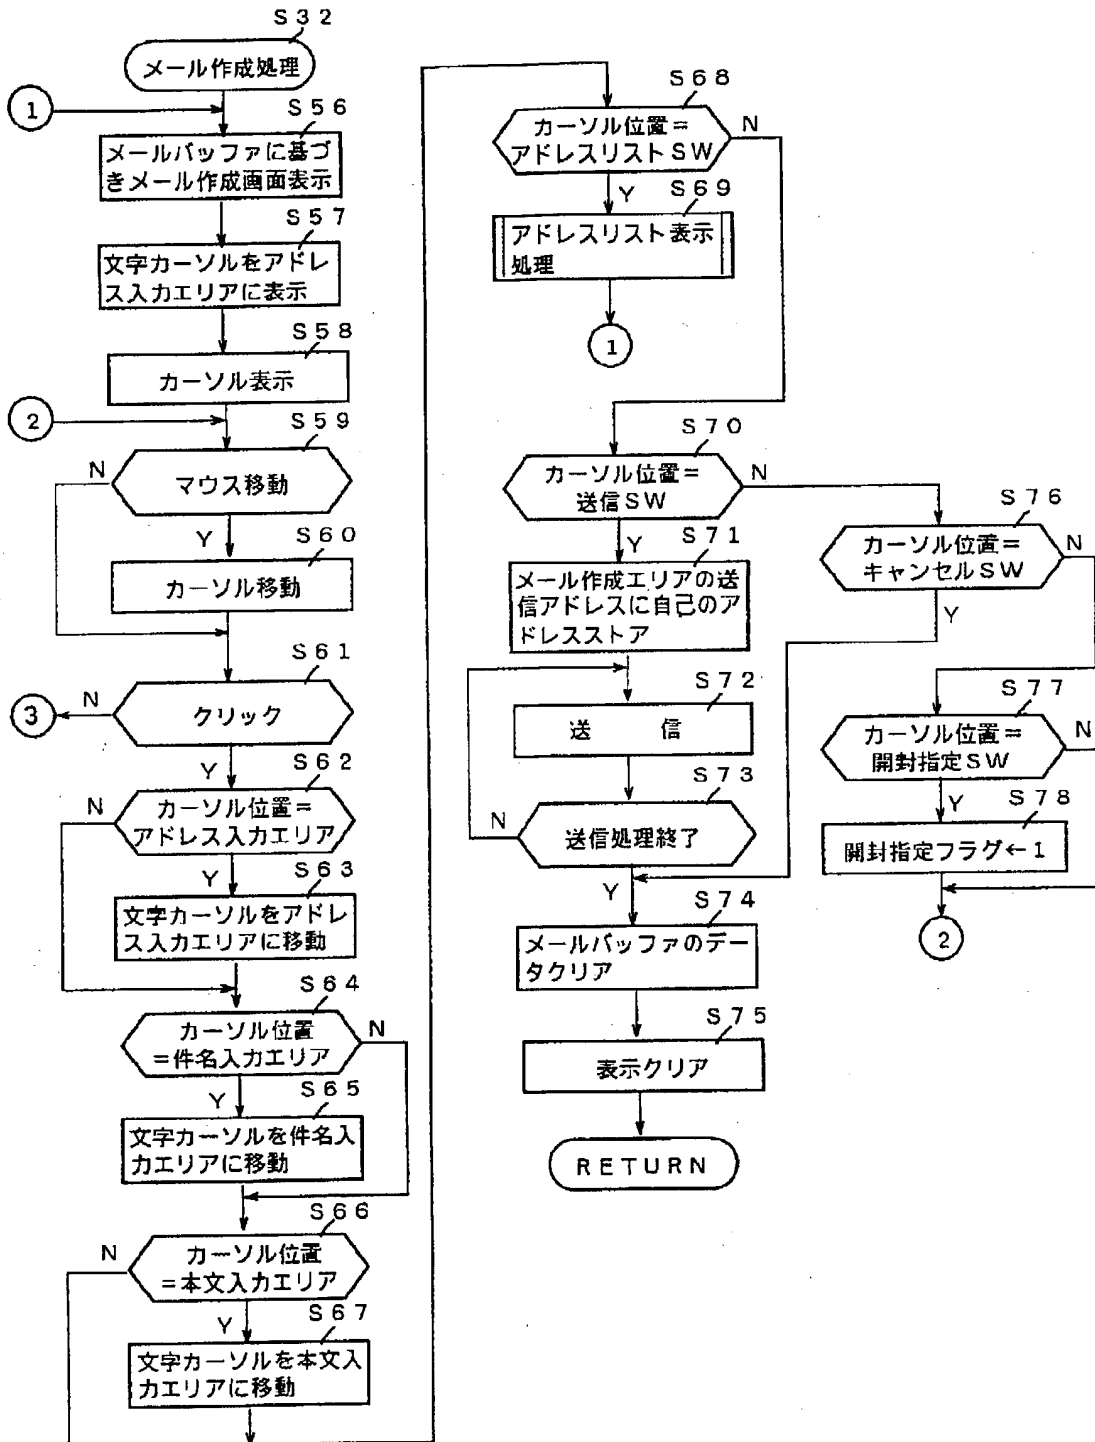 S32
メール作成処理
1
S56
メールバッファに基づ
きメール作成画面表示
S57
文字カーソルをアドレ
ス入力エリアに表示
S58
カーソル表示
2
S59
N
マウス移動
Y
S60
カーソル移動
S61
3
N
クリック
Y
S62
N
カーソル位置=
アドレス入力エリア
Y
S63
文字カーソルをアドレ
ス入力エリアに移動
S64
カーソル位置
=件名入力エリア
N
Y
S65
文字カーソルを件名入
力エリアに移動
S66
N
カーソル位置
=本文入力エリア
Y
S67
文字カーソルを本文入
力エリアに移動
S68
カーソル位置=
アドレスリストSW
N
Y
S69
アドレスリスト表示
処理
1
S70
カーソル位置=
送信SW
N
Y
S71
メール作成エリアの送
信アドレスに自己のア
ドレスストア
S72
送 信
S73
N
送信処理終了
Y
S74
メールバッファのデー
タクリア
S75
表示クリア
RETURN
S76
カーソル位置=
キャンセルSW
N
Y
S77
カーソル位置=
開封指定SW
N
Y
S78
開封指定フラグ←1
2